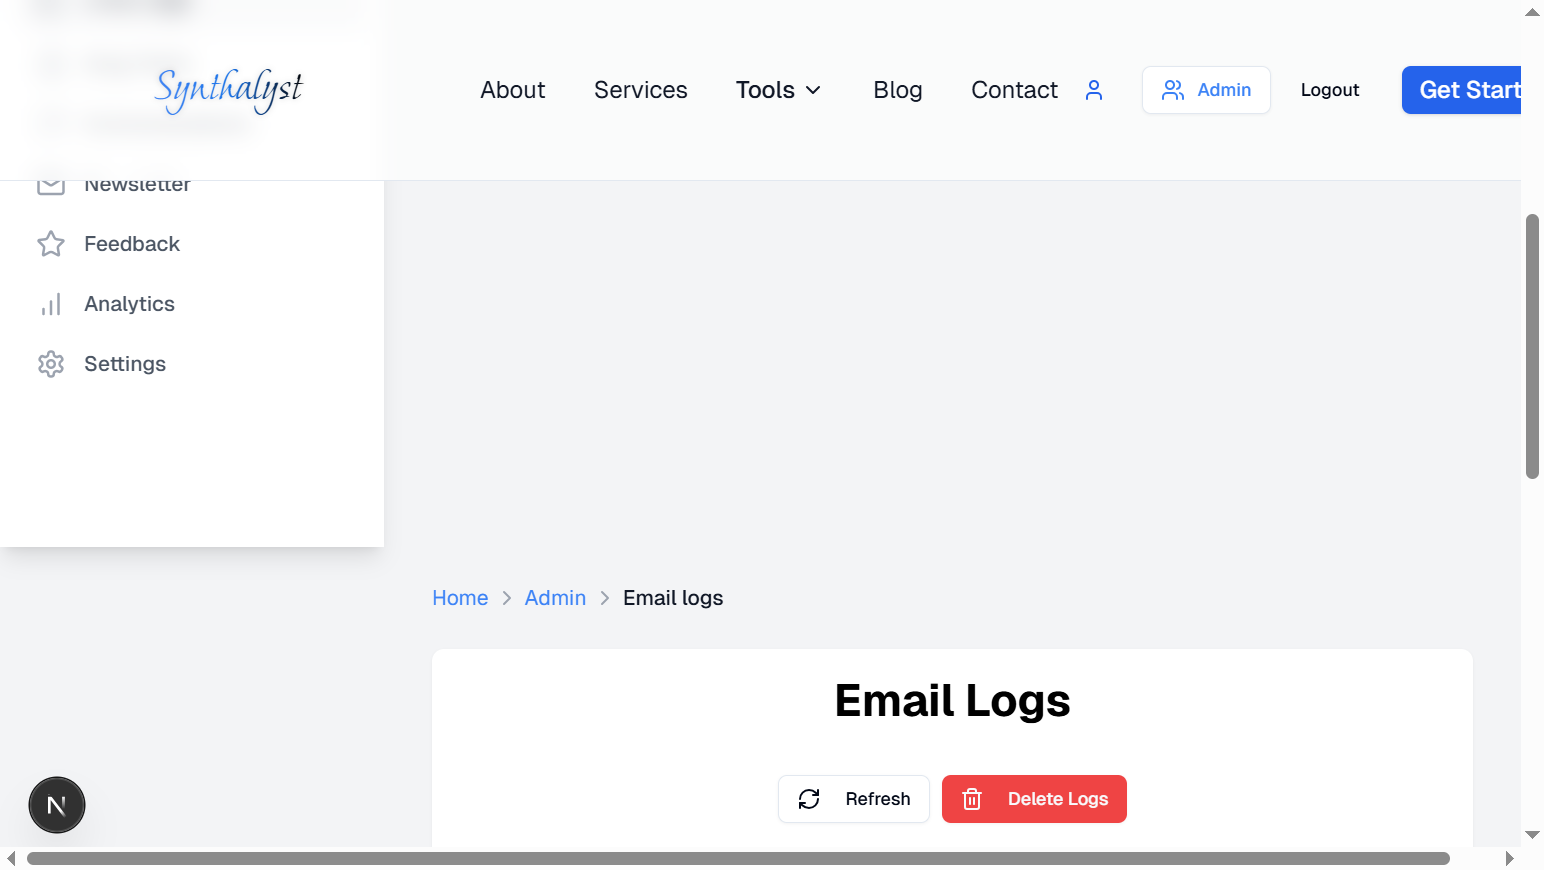 Synthalyst
About
Services
Tools
Blog
Contact
Admin
Logout
Get Start
Newsletter
Feedback
Analytics
Settings
Home > Admin > Email logs
Email Logs
Refresh
Delete Logs
N